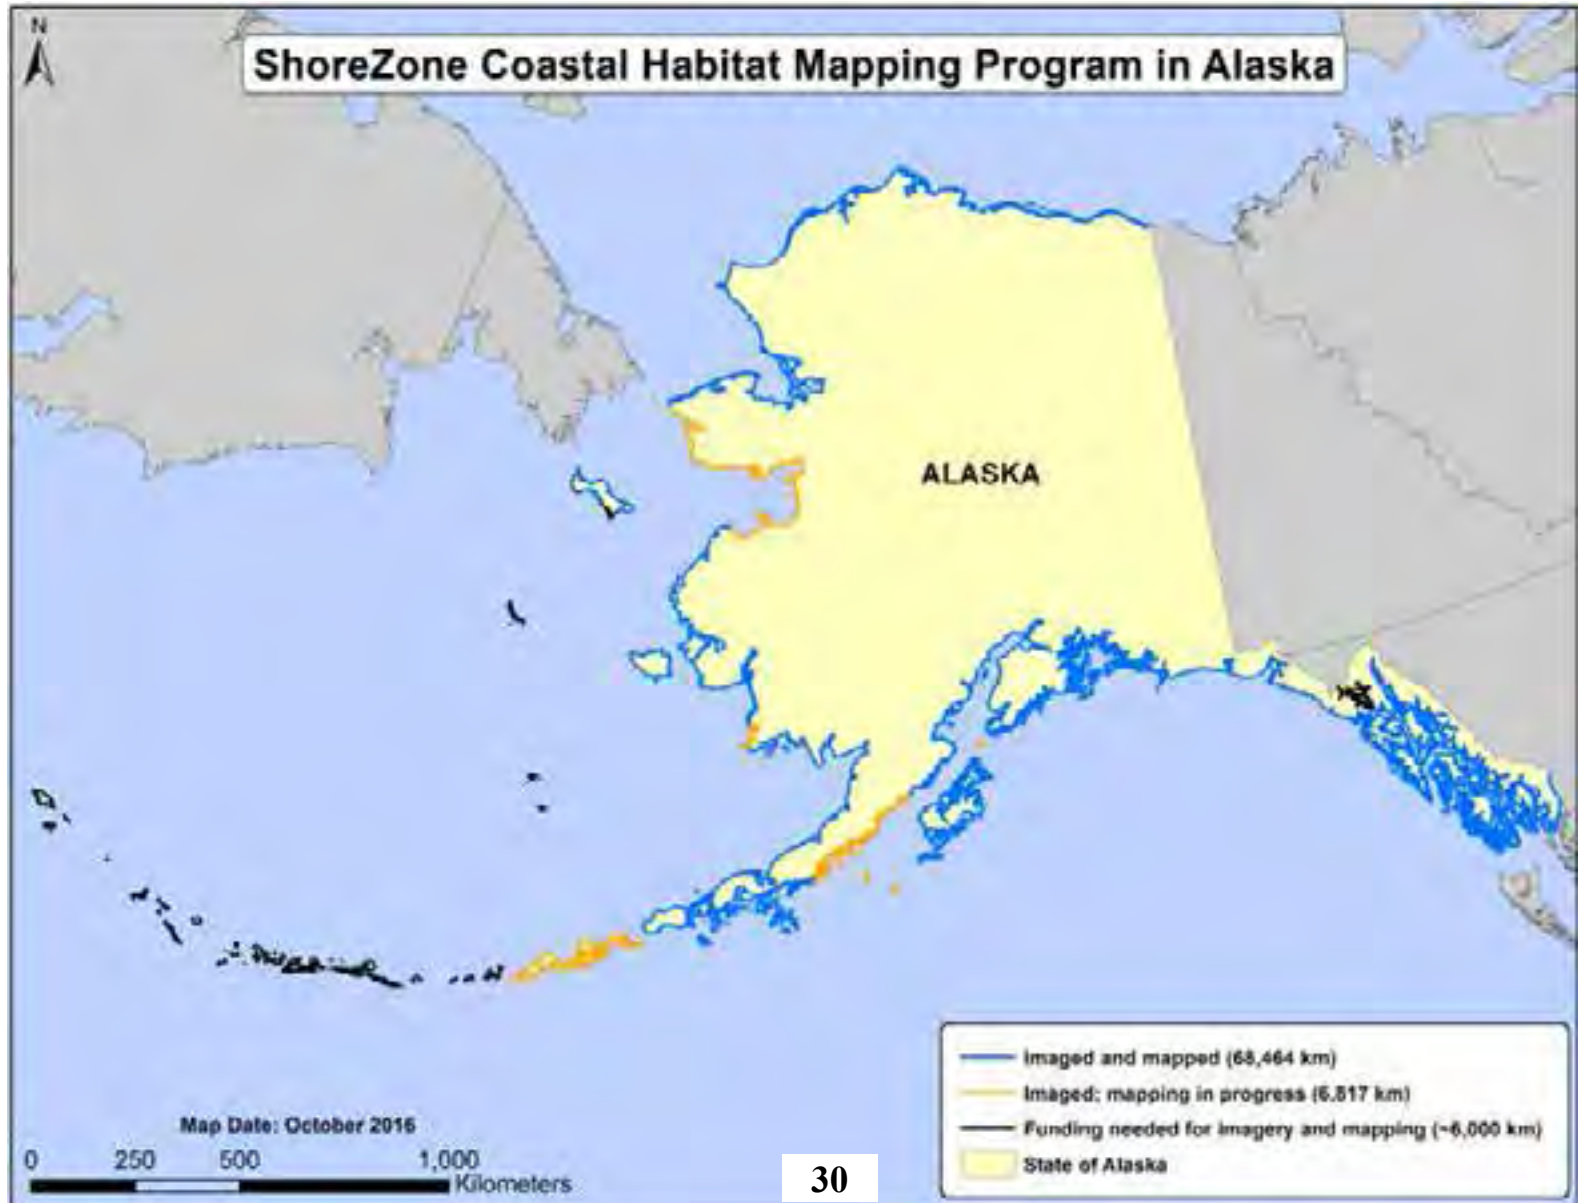 N
ShoreZone Coastal Habitat Mapping Program in Alaska
ALASKA
Imaged and mapped (68,464 km)
Imaged; mapping in progress (6,817 km)
Funding needed for imagery and mapping (~6,000 km)
State of Alaska
Map Date: October 2016
0 250 500 1,000
Kilometers
30